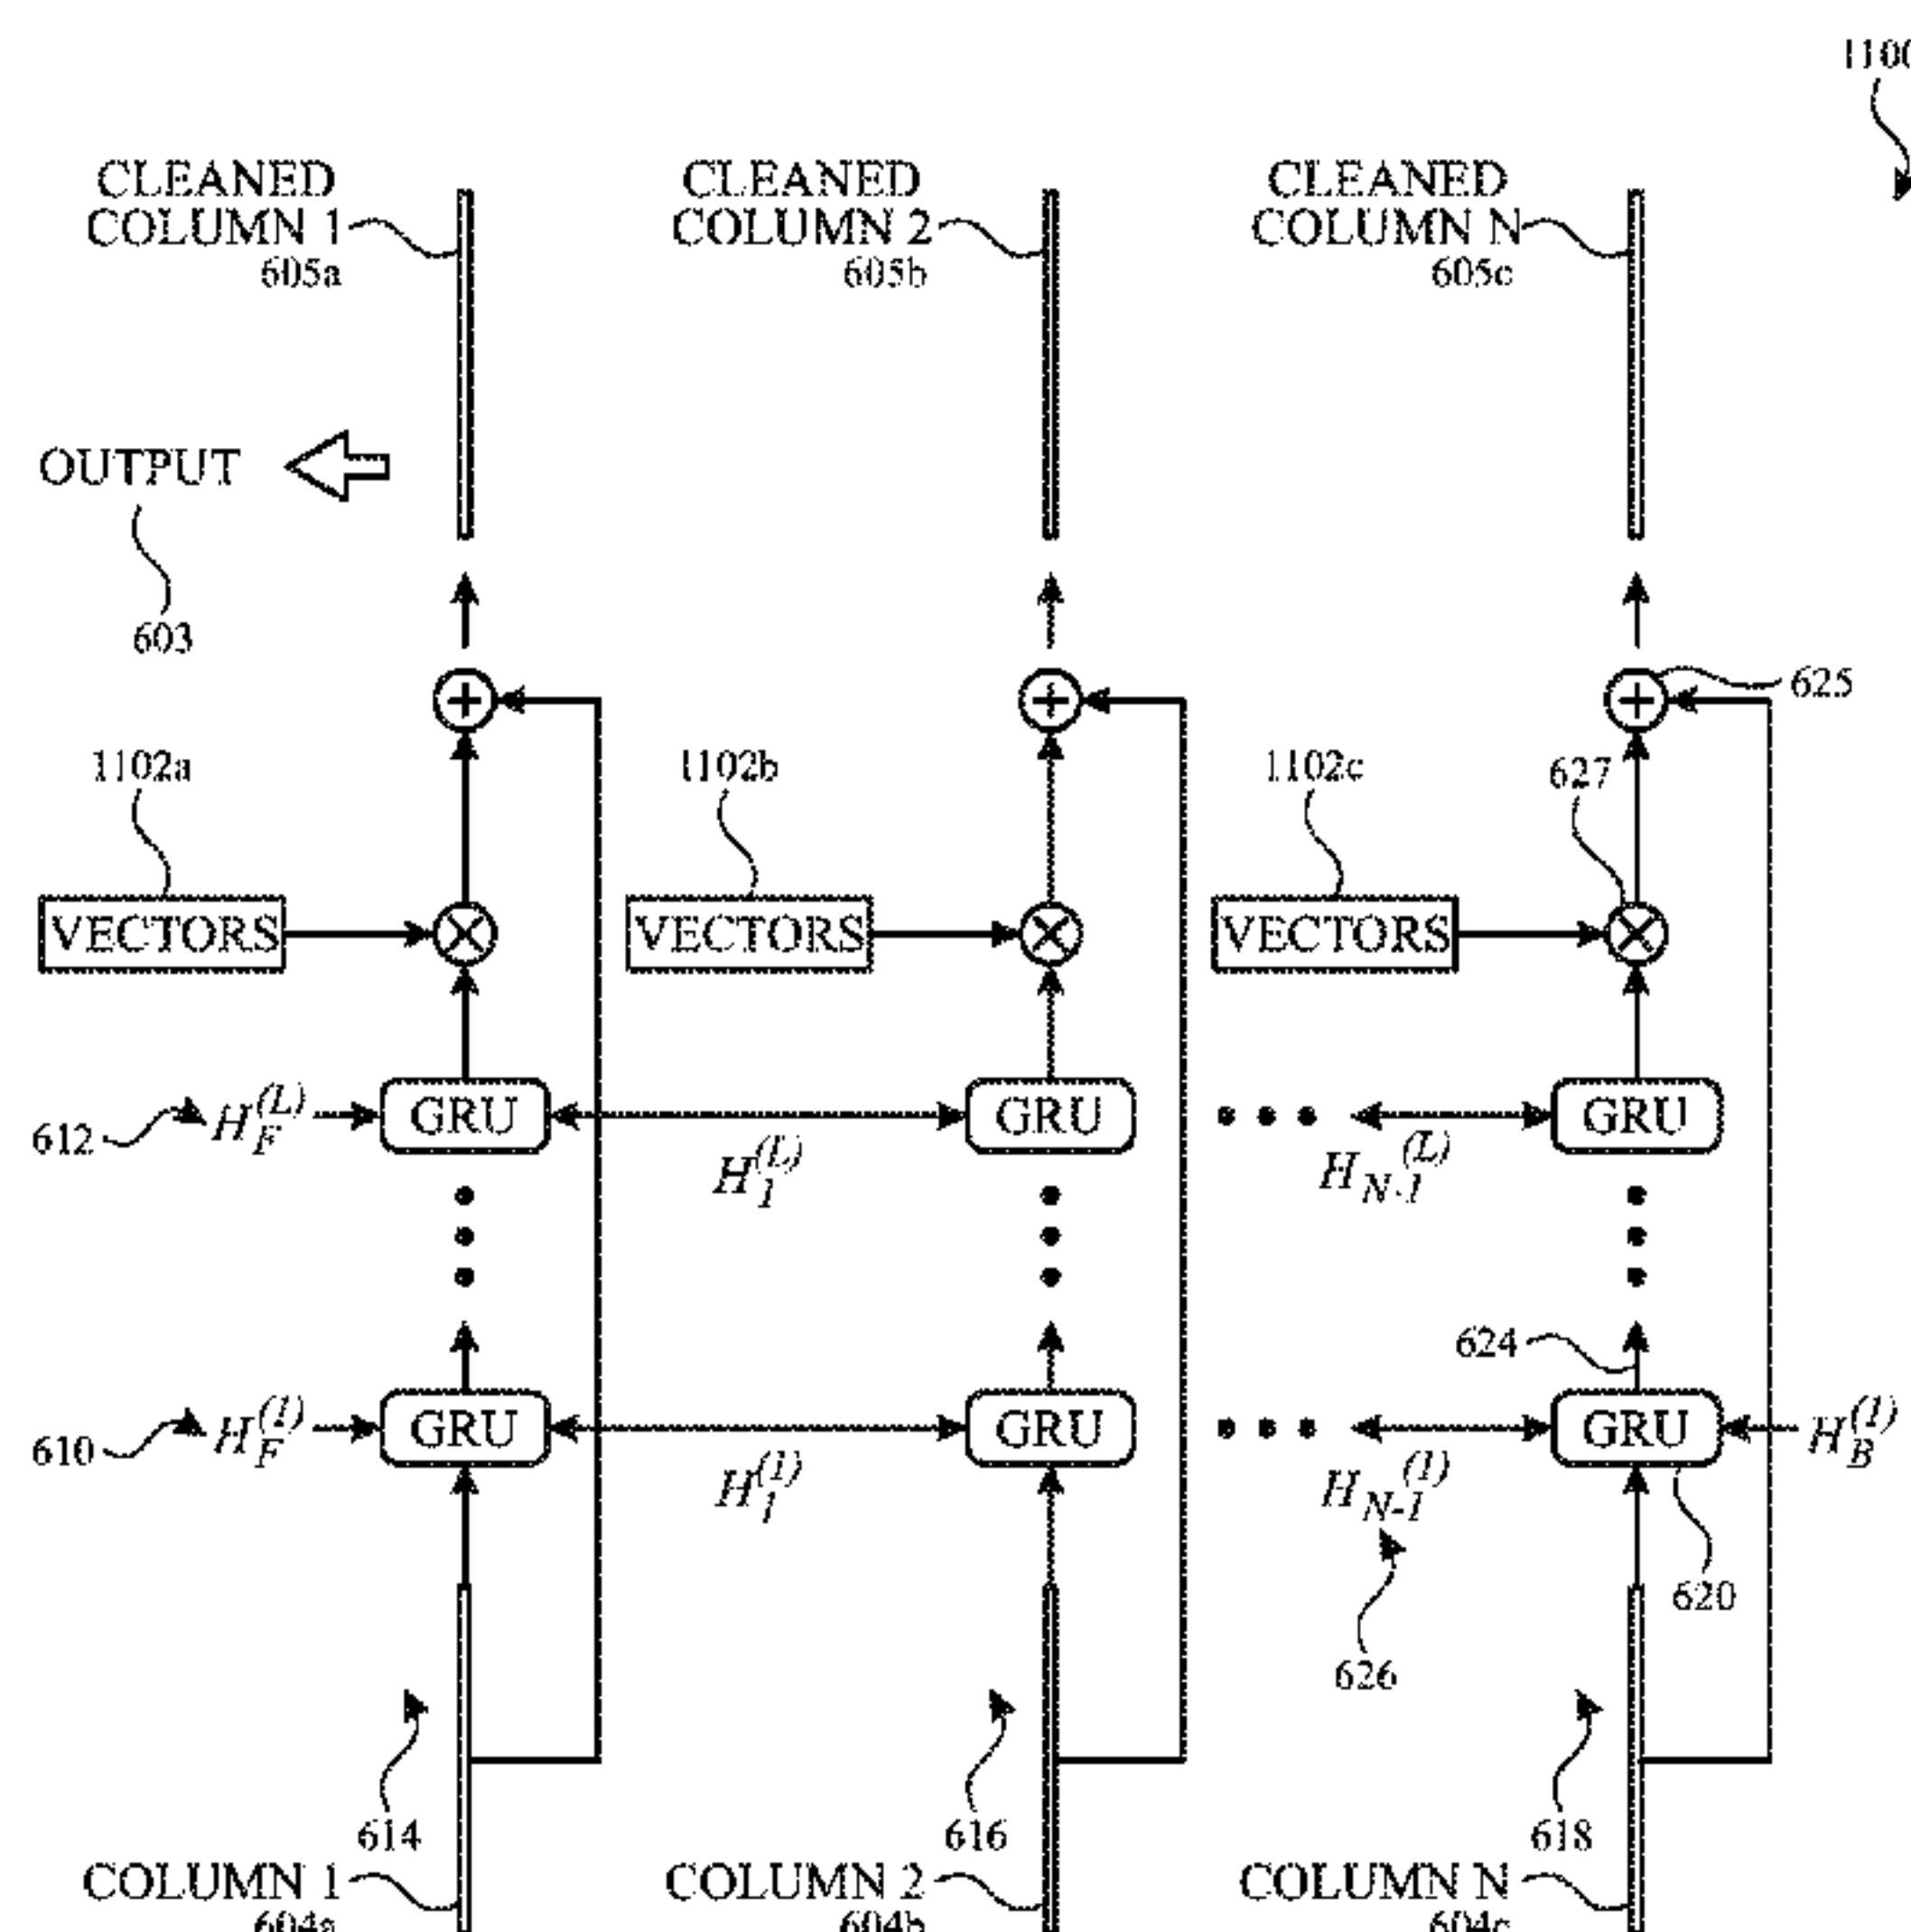 1100
CLEANED
COLUMN 1
605a
CLEANED
COLUMN 2
605b
CLEANED
COLUMN N
605c
OUTPUT
603
625
1102a
1102b
1102c
627
VECTORS
VECTORS
VECTORS
612
H_F^(L)
GRU
H_1^(L)
GRU
H_N-1^(L)
GRU
624
610
H_F^(1)
GRU
H_1^(1)
GRU
H_N-1^(1)
GRU
H_B^(1)
620
626
614
616
618
COLUMN 1
604a
COLUMN 2
604b
COLUMN N
604c